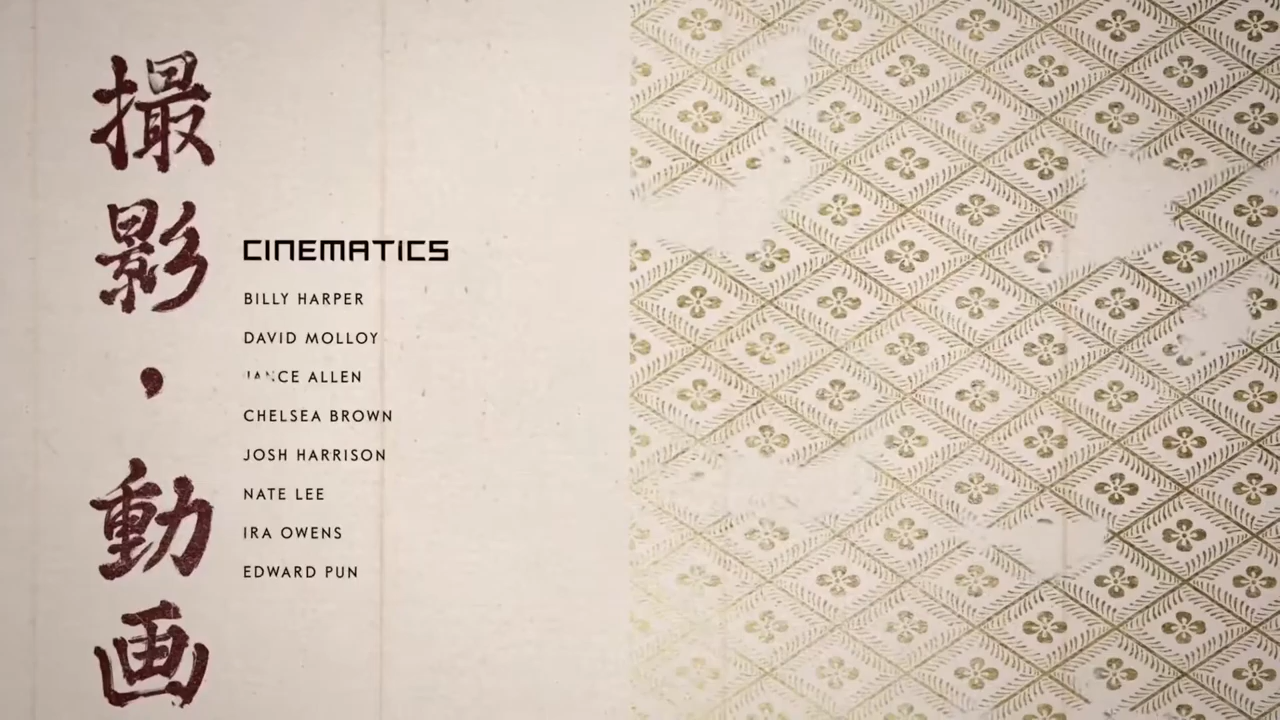 撮影・動画
CINEMATICS
BILLY HARPER
DAVID MOLLOY
ALLEN
CHELSEA BROWN
JOSH HARRISON
NATE LEE
IRA OWENS
EDWARD PUN